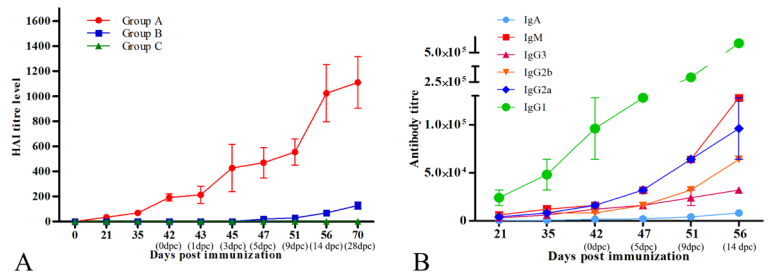 Group A
Group B
Group C
HAI titre level
1600
1400
1200
1000
800
600
400
200
0
0 21 35 42 43 45 47 51 56 70
(0dpc) (1dpc) (3dpc) (5dpc) (9dpc) (14 dpc) (28dpc)
Days post immunization
A
IgA
IgM
IgG3
IgG2b
IgG2a
IgG1
Antibody titre
5.0×10⁵
2.5×10⁵
1.0×10⁵
5.0×10⁴
0
21 35 42 47 51 56
(0dpc) (5dpc) (9dpc) (14 dpc)
Days post immunization
B